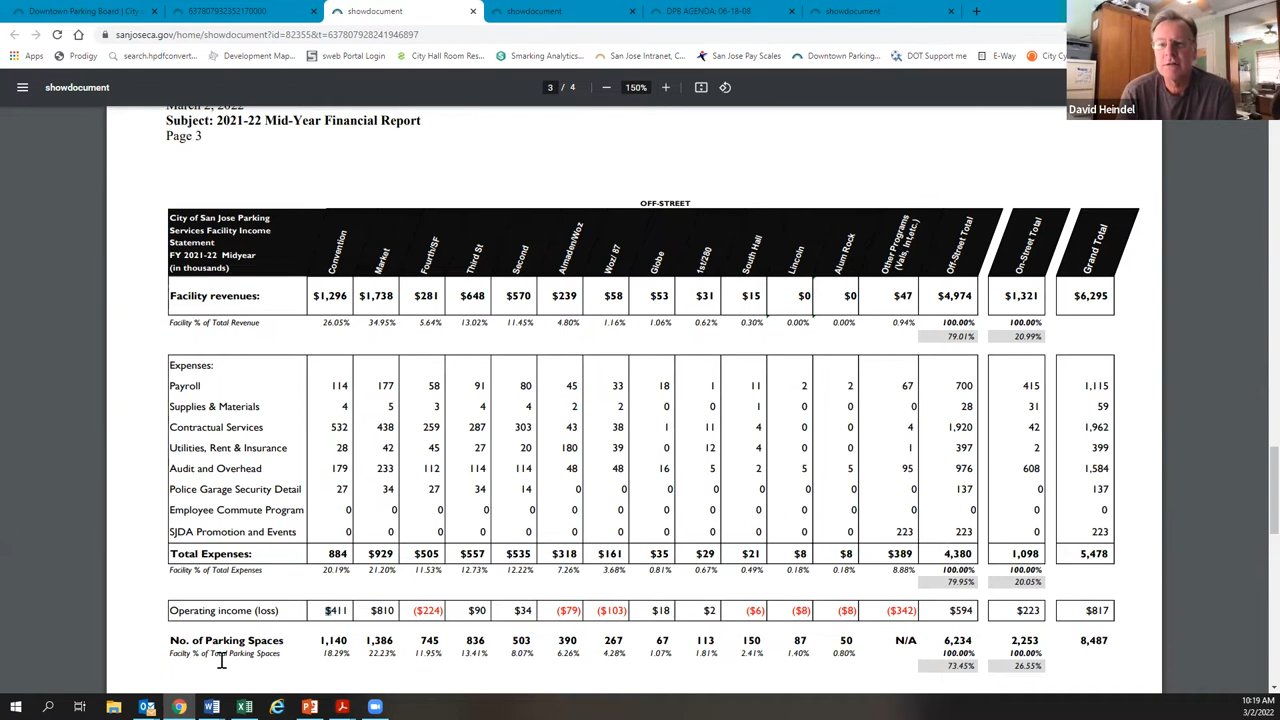 Downtown Parking Board | City
637807932352170000
showdocument
showdocument
DPB AGENDA: 06-18-08
showdocument
sanjoseca.gov/home/showdocument?id=82355&t=637807928241946897
Apps Prodigy search.hpdfconvert... Development Map... sweb Portal Login City Hall Room Res... Smarking Analytics... San Jose Intranet, C... San Jose Pay Scales Downtown Parking... DOT Support me E-Way City Cy
showdocument 3 / 4 150%
David Heindel
March 2, 2022
Subject: 2021-22 Mid-Year Financial Report
Page 3
OFF-STREET
City of San Jose Parking
Services Facility Income
Statement
FY 2021-22 Midyear
(in thousands)
Convention Market Fourth/SF Third St Second Almaden/Woz Woz/ 87 Globe 1st/280 South Hall Lincoln Alum Rock Other Programs (Vals, Int,etc.) Off-Street Total On-Street Total Grand Total
Facility revenues: $1,296 $1,738 $281 $648 $570 $239 $58 $53 $31 $15 $0 $0 $47 $4,974 $1,321 $6,295
Facility % of Total Revenue 26.05% 34.95% 5.64% 13.02% 11.45% 4.80% 1.16% 1.06% 0.62% 0.30% 0.00% 0.00% 0.94% 100.00% 100.00%
79.01% 20.99%
Expenses:
Payroll 114 177 58 91 80 45 33 18 1 11 2 2 67 700 415 1,115
Supplies & Materials 4 5 3 4 4 2 2 0 0 1 0 0 0 28 31 59
Contractual Services 532 438 259 287 303 43 38 1 11 4 0 0 4 1,920 42 1,962
Utilities, Rent & Insurance 28 42 45 27 20 180 39 0 12 4 0 0 1 397 2 399
Audit and Overhead 179 233 112 114 114 48 48 16 5 2 5 5 95 976 608 1,584
Police Garage Security Detail 27 34 27 34 14 0 0 0 0 0 0 0 0 137 0 137
Employee Commute Program 0 0 0 0 0 0 0 0 0 0 0 0 0 0 0 0
SJDA Promotion and Events 0 0 0 0 0 0 0 0 0 0 0 0 223 223 0 223
Total Expenses: 884 $929 $505 $557 $535 $318 $161 $35 $29 $21 $8 $8 $389 4,380 1,098 5,478
Facility % of Total Expenses 20.19% 21.20% 11.53% 12.73% 12.22% 7.26% 3.68% 0.81% 0.67% 0.49% 0.18% 0.18% 8.88% 100.00% 100.00%
79.95% 20.05%
Operating income (loss) $411 $810 ($224) $90 $34 ($79) ($103) $18 $2 ($6) ($8) ($8) ($342) $594 $223 $817
No. of Parking Spaces 1,140 1,386 745 836 503 390 267 67 113 150 87 50 N/A 6,234 2,253 8,487
Facilty % of Total Parking Spaces 18.29% 22.23% 11.95% 13.41% 8.07% 6.26% 4.28% 1.07% 1.81% 2.41% 1.40% 0.80% 100.00% 100.00%
73.45% 26.55%
10:19 AM
3/2/2022